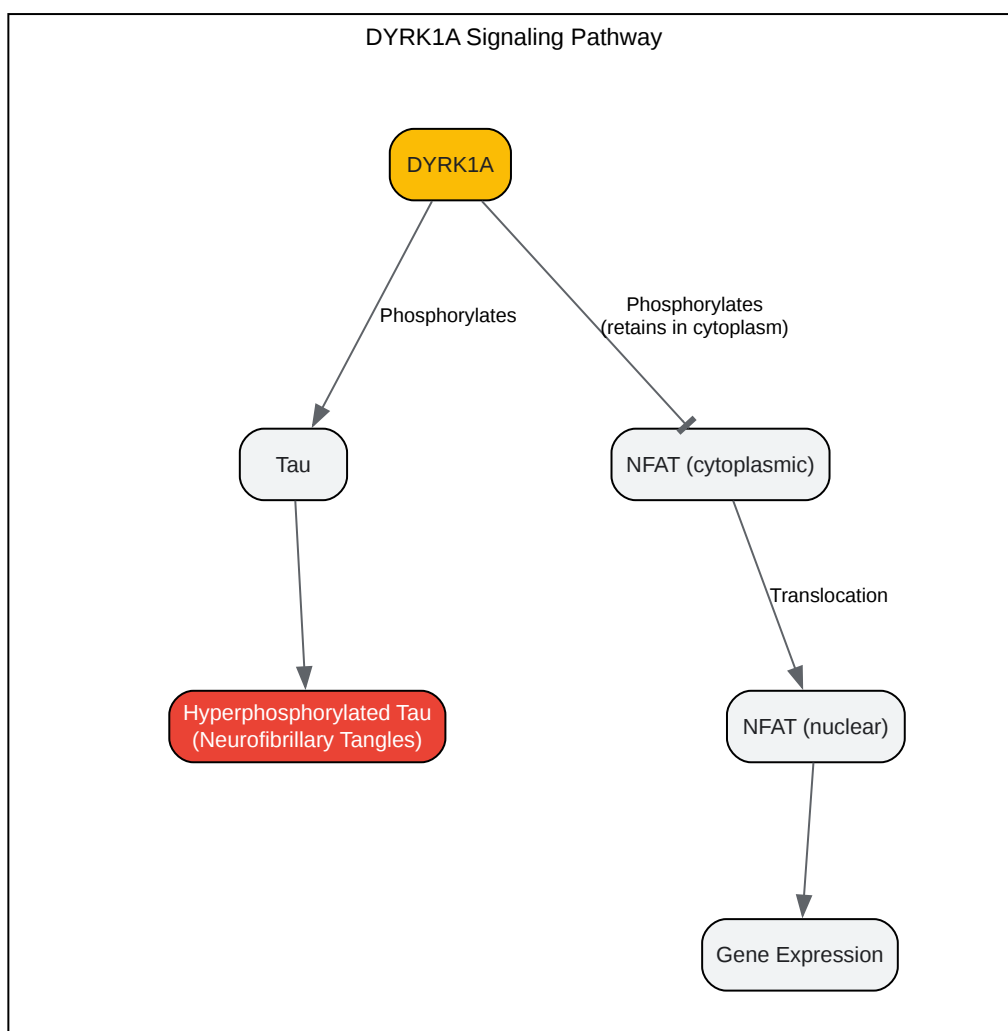 DYRK1A Signaling Pathway
DYRK1A
Phosphorylates
Phosphorylates
(retains in cytoplasm)
Tau
NFAT (cytoplasmic)
Translocation
Hyperphosphorylated Tau
(Neurofibrillary Tangles)
NFAT (nuclear)
Gene Expression